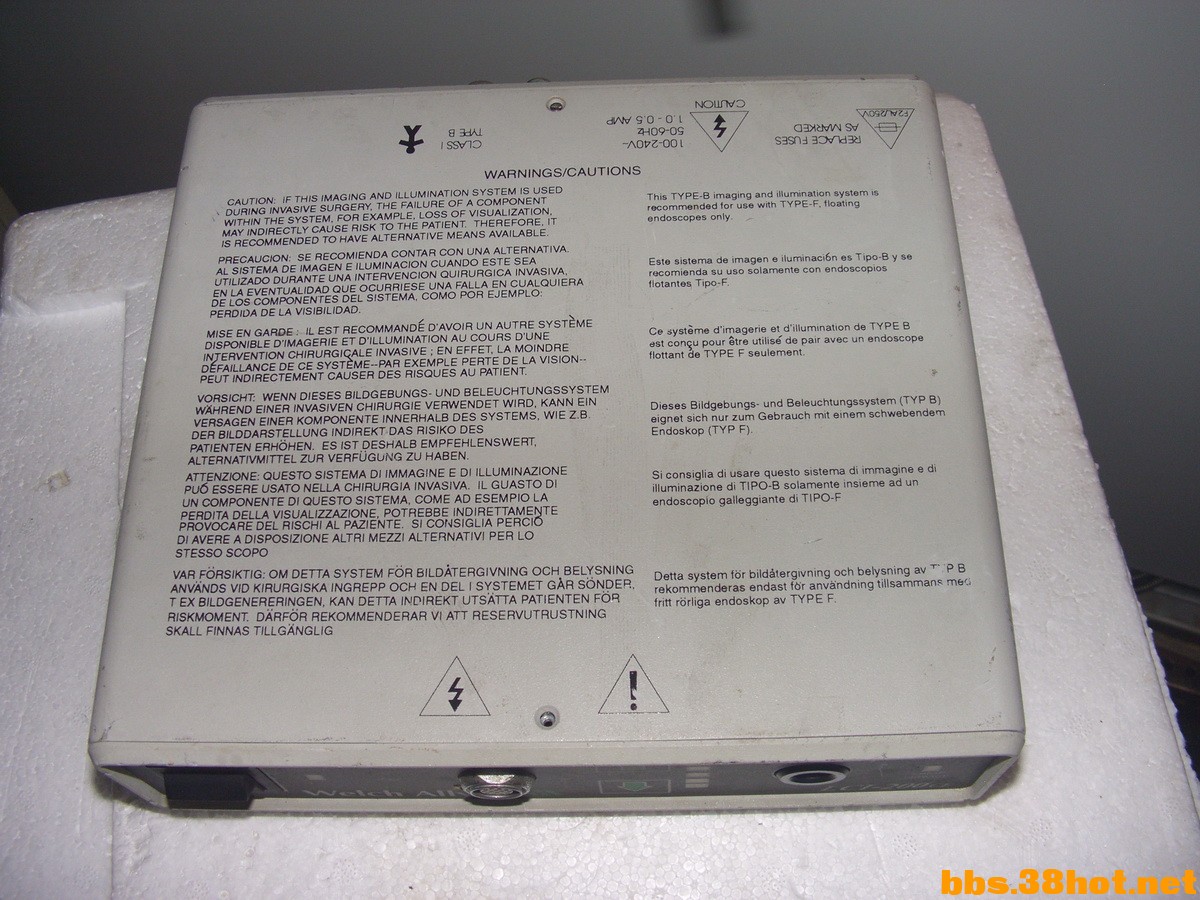 F2A/250V
REPLACE FUSES
AS MARKED
CAUTION
100-240V~
50-60Hz
1.0 - 0.5 AMP
CLASS I
TYPE B
WARNINGS/CAUTIONS
CAUTION: IF THIS IMAGING AND ILLUMINATION SYSTEM IS USED
DURING INVASIVE SURGERY, THE FAILURE OF A COMPONENT
WITHIN THE SYSTEM, FOR EXAMPLE, LOSS OF VISUALIZATION,
MAY INDIRECTLY CAUSE RISK TO THE PATIENT. THEREFORE, IT
IS RECOMMENDED TO HAVE ALTERNATIVE MEANS AVAILABLE.
PRECAUCION: SE RECOMIENDA CONTAR CON UNA ALTERNATIVA.
AL SISTEMA DE IMAGEN E ILUMINACION CUANDO ESTE SEA
UTILIZADO DURANTE UNA INTERVENCION QUIRURGICA INVASIVA,
EN LA EVENTUALIDAD QUE OCURRIESE UNA FALLA EN CUALQUIERA
DE LOS COMPONENTES DEL SISTEMA, COMO POR EJEMPLO:
PERDIDA DE LA VISIBILIDAD.
MISE EN GARDE : IL EST RECOMMANDÉ D'AVOIR UN AUTRE SYSTÈME
DISPONIBLE D'IMAGERIE ET D'ILLUMINATION AU COURS D'UNE
INTERVENTION CHIRURGIÇALE INVASIVE ; EN EFFET, LA MOINDRE
DÉFAILLANCE DE CE SYSTÈME--PAR EXEMPLE PERTE DE LA VISION--
PEUT INDIRECTEMENT CAUSER DES RISQUES AU PATIENT.
VORSICHT: WENN DIESES BILDGEBUNGS- UND BELEUCHTUNGSSYSTEM
WÄHREND EINER INVASIVEN CHIRURGIE VERWENDET WIRD, KANN EIN
VERSAGEN EINER KOMPONENTE INNERHALB DES SYSTEMS, WIE Z.B.
DER BILDDARSTELLUNG INDIREKT DAS RISIKO DES
PATIENTEN ERHÖHEN. ES IST DESHALB EMPFEHLENSWERT,
ALTERNATIVMITTEL ZUR VERFÜGUNG ZU HABEN.
ATTENZIONE: QUESTO SISTEMA DI IMMAGINE E DI ILLUMINAZIONE
PUÓ ESSERE USATO NELLA CHIRURGIA INVASIVA. IL GUASTO DI
UN COMPONENTE DI QUESTO SISTEMA, COME AD ESEMPIO LA
PERDITA DELLA VISUALIZZAZIONE, POTREBBE INDIRETTAMENTE
PROVOCARE DEL RISCHI AL PAZIENTE. SI CONSIGLIA PERCIÓ
DI AVERE A DISPOSIZIONE ALTRI MEZZI ALTERNATIVI PER LO
STESSO SCOPO
VAR FÖRSIKTIG: OM DETTA SYSTEM FÖR BILDÅTERGIVNING OCH BELYSNING
ANVÄNDS VID KIRURGISKA INGREPP OCH EN DEL I SYSTEMET GÅR SÖNDER,
T EX BILDGENERERINGEN, KAN DETTA INDIREKT UTSÄTTA PATIENTEN FÖR
RISKMOMENT. DÄRFÖR REKOMMENDERAR VI ATT RESERVUTRUSTNING
SKALL FINNAS TILLGÄNGLIG
This TYPE-B imaging and illumination system is
recommended for use with TYPE-F, floating
endoscopes only.
Este sistema de imagen e iluminación es Tipo-B y se
recomienda su uso solamente con endoscopios
flotantes Tipo-F.
Ce système d'imagerie et d'illumination de TYPE B
est conçu pour être utilisé de pair avec un endoscope
flottant de TYPE F seulement.
Dieses Bildgebungs- und Beleuchtungssystem (TYP B)
eignet sich nur zum Gebrauch mit einem schwebendem
Endoskop (TYP F).
Si consiglia di usare questo sistema di immagine e di
illuminazione di TIPO-B solamente insieme ad un
endoscopio galleggiante di TIPO-F
Detta system för bildåtergivning och belysning av B
rekommenderas endast för användning tillsammans med
fritt rörliga endoskop av TYPE F.
Welch
bbs.38hot.net